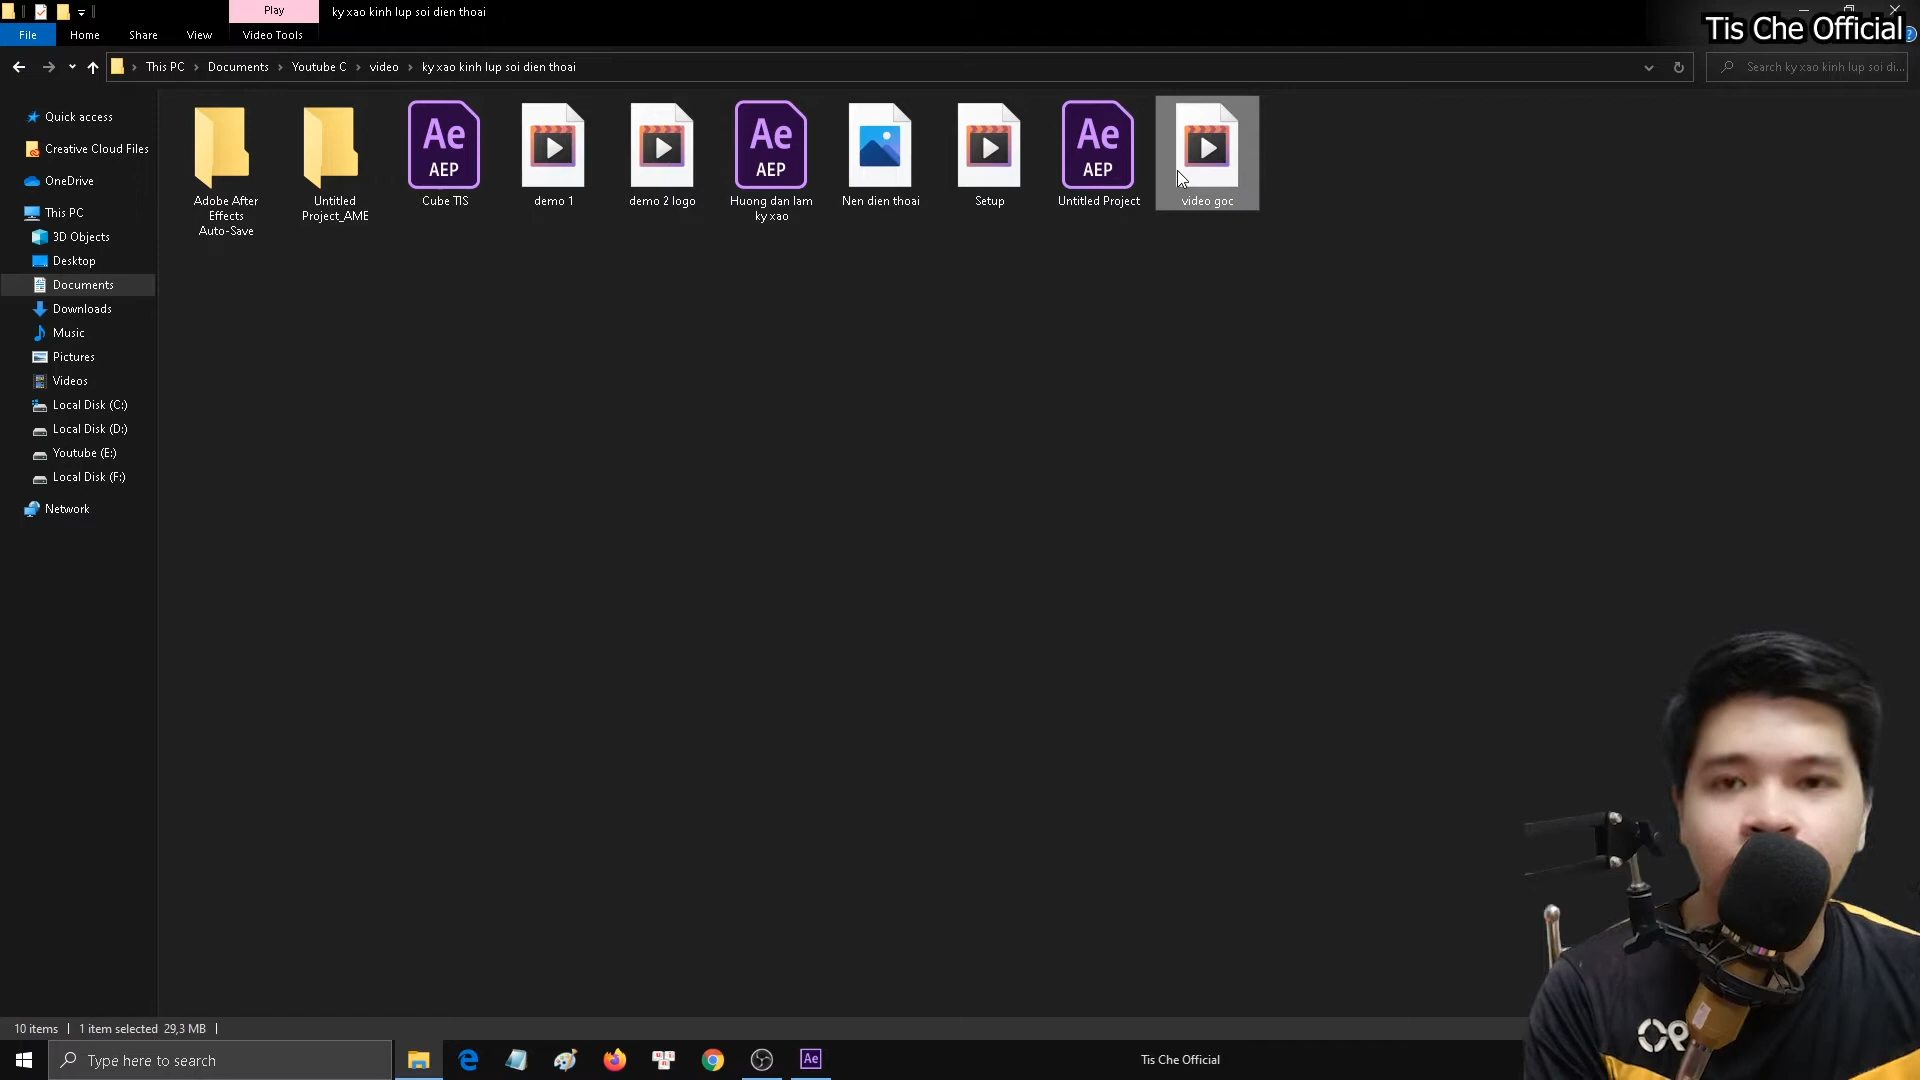 Play
ky xao kinh lup soi dien thoai
Tis Che Official
File
Home
Share
View
Video Tools
This PC
Documents
Youtube C
video
ky xao kinh lup soi dien thoai
Search ky xao kinh lup soi di...
Quick access
Creative Cloud Files
OneDrive
This PC
3D Objects
Desktop
Documents
Downloads
Music
Pictures
Videos
Local Disk (C:)
Local Disk (D:)
Youtube (E:)
Local Disk (F:)
Network
Adobe After
Effects
Auto-Save
Untitled
Project_AME
Ae
AEP
Cube TIS
demo 1
demo 2 logo
Ae
AEP
Huong dan lam
ky xao
Nen dien thoai
Setup
Ae
AEP
Untitled Project
video goc
10 items
1 item selected 29,3 MB
Type here to search
Ae
Tis Che Official